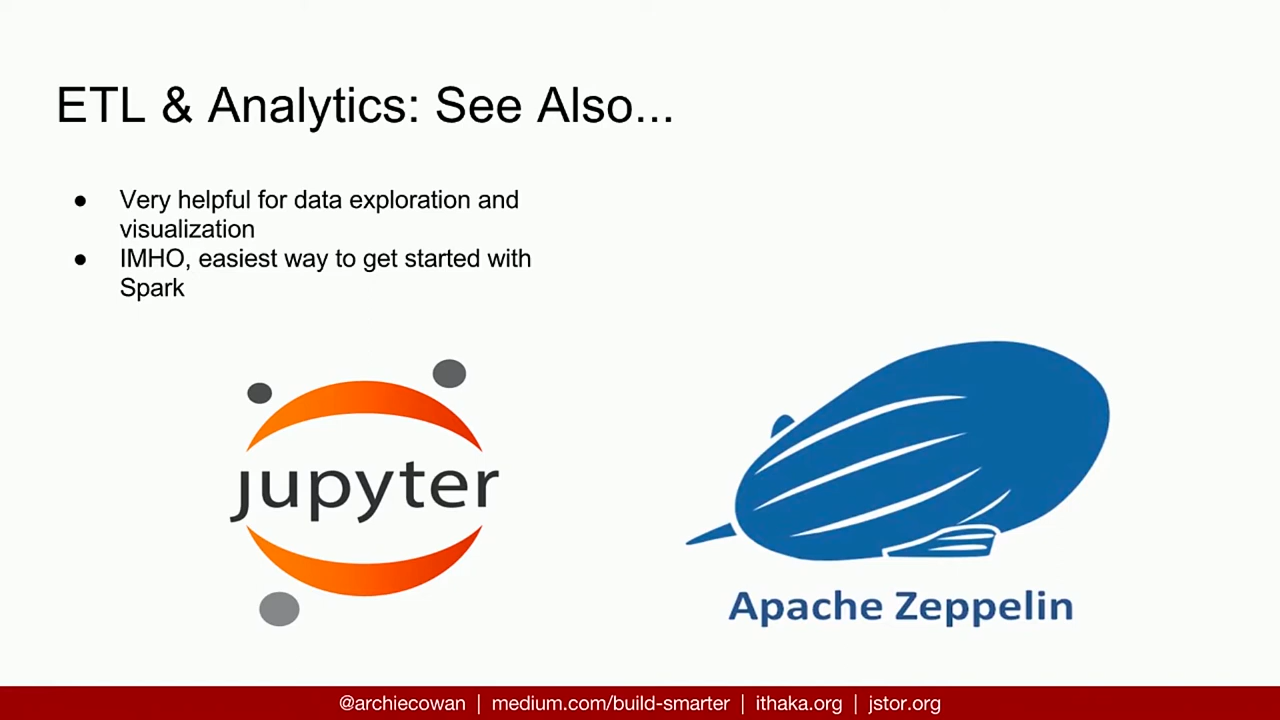 ETL & Analytics: See Also...
● Very helpful for data exploration and
visualization
● IMHO, easiest way to get started with
Spark
jupyter
Apache Zeppelin
@archiecowan | medium.com/build-smarter | ithaka.org | jstor.org